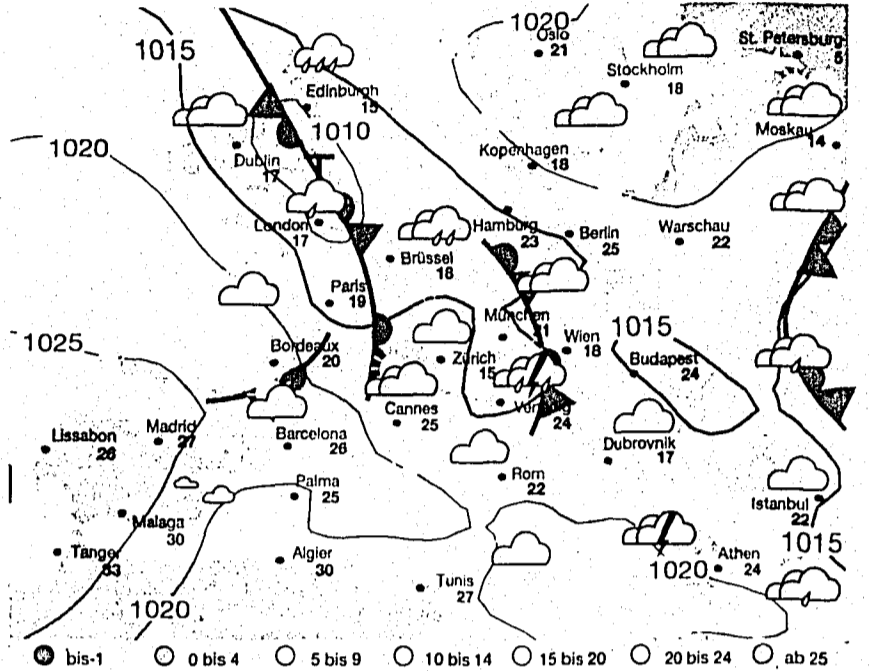 1020
Oslo
21
1015
St. Petersburg
6
Stockholm
18
Edinburgh
15
1010
Moskau
14
1020
Dublin
17
Kopenhagen
18
London
17
Hamburg
23
Berlin
25
Warschau
22
Brüssel
18
Paris
19
München
21
1015
1025
Bordeaux
20
Zürich
15
Wien
18
Budapest
24
Cannes
25
Venedig
24
Madrid
27
Lissabon
26
Barcelona
26
Dubrovnik
17
Rom
22
Palma
25
Istanbul
22
Malaga
30
1015
Tanger
33
Algier
30
Athen
24
1020
Tunis
27
1020
bis-1 0 bis 4 5 bis 9 10 bis 14 15 bis 20 20 bis 24 ab 25